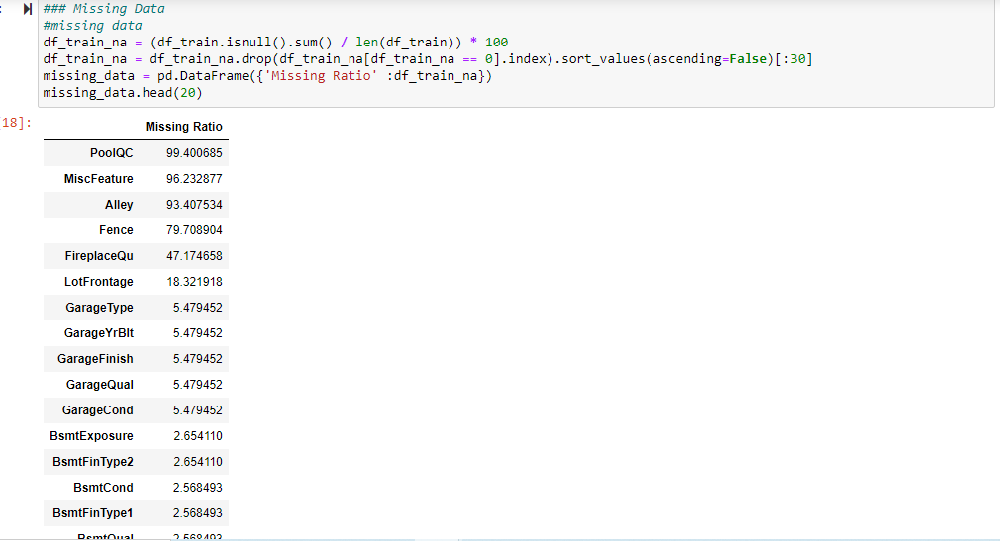 :
### Missing Data
#missing data
df_train_na = (df_train.isnull().sum() / len(df_train)) * 100
df_train_na = df_train_na.drop(df_train_na[df_train_na == 0].index).sort_values(ascending=False)[:30]
missing_data = pd.DataFrame({'Missing Ratio' :df_train_na})
missing_data.head(20)
18]:
Missing Ratio
PoolQC 99.400685
MiscFeature 96.232877
Alley 93.407534
Fence 79.708904
FireplaceQu 47.174658
LotFrontage 18.321918
GarageType 5.479452
GarageYrBlt 5.479452
GarageFinish 5.479452
GarageQual 5.479452
GarageCond 5.479452
BsmtExposure 2.654110
BsmtFinType2 2.654110
BsmtCond 2.568493
BsmtFinType1 2.568493
BsmtQual 2.568493